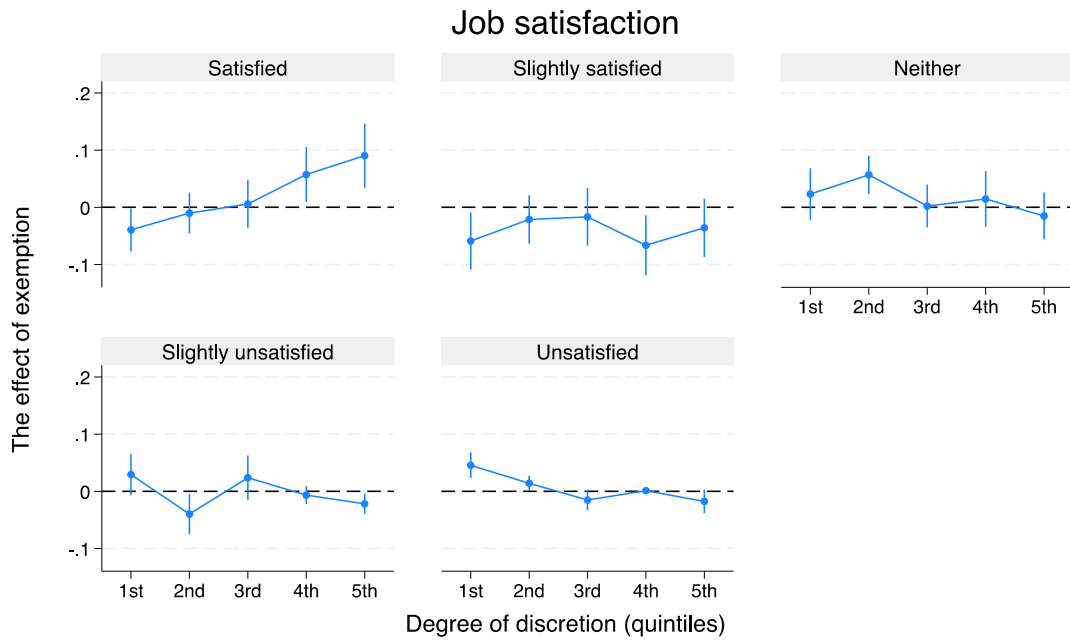 Job satisfaction
Satisfied
Slightly satisfied
Neither
.2
.1
0
-.1
1st 2nd 3rd 4th 5th
Slightly unsatisfied
Unsatisfied
.2
.1
0
-.1
1st 2nd 3rd 4th 5th
1st 2nd 3rd 4th 5th
The effect of exemption
Degree of discretion (quintiles)